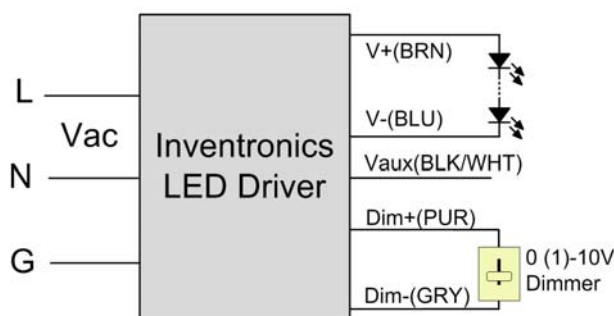 L
Vac
N
G
Inventronics
LED Driver
V+(BRN)
V-(BLU)
Vaux(BLK/WHT)
Dim+(PUR)
Dim-(GRY)
0 (1)-10V
Dimmer